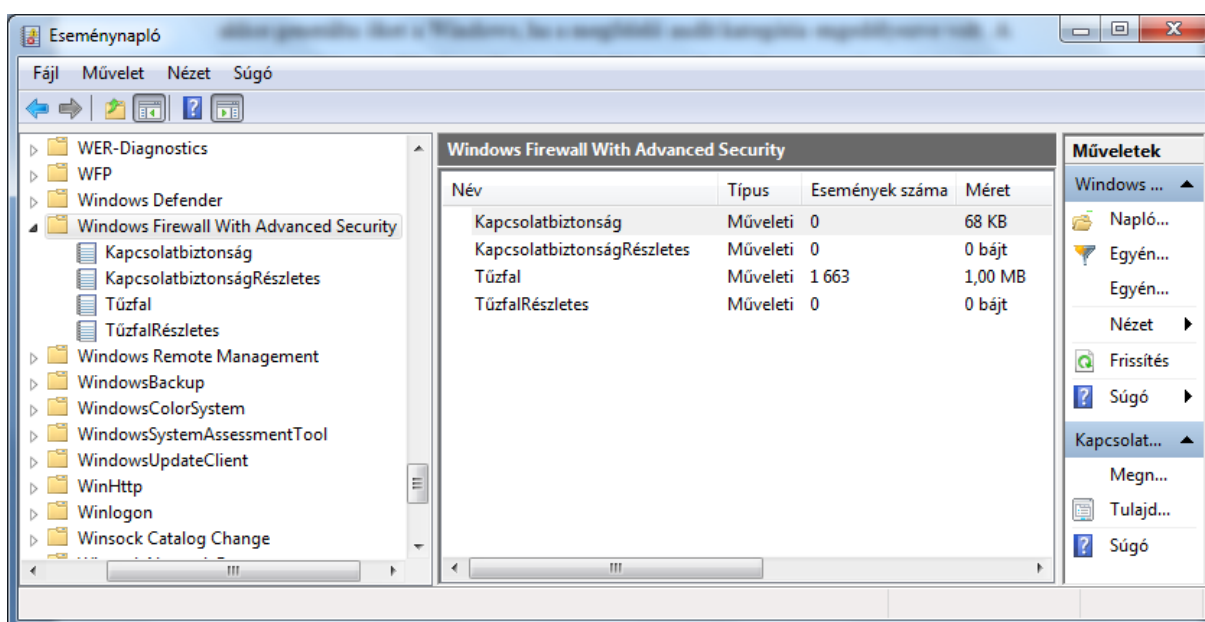 Eseménynapló
Fájl Művelet Nézet Súgó
WER-Diagnostics
WFP
Windows Defender
Windows Firewall With Advanced Security
Kapcsolatbiztonság
KapcsolatbiztonságRészletes
Tűzfal
TűzfalRészletes
Windows Remote Management
WindowsBackup
WindowsColorSystem
WindowsSystemAssessmentTool
WindowsUpdateClient
WinHttp
Winlogon
Winsock Catalog Change
Windows Firewall With Advanced Security
Név Típus Események száma Méret
Kapcsolatbiztonság Műveleti 0 68 KB
KapcsolatbiztonságRészletes Műveleti 0 0 bájt
Tűzfal Műveleti 1 663 1,00 MB
TűzfalRészletes Műveleti 0 0 bájt
Műveletek
Windows ...
Napló...
Egyén...
Egyén...
Nézet
Frissítés
Súgó
Kapcsolat...
Megn...
Tulajd...
Súgó